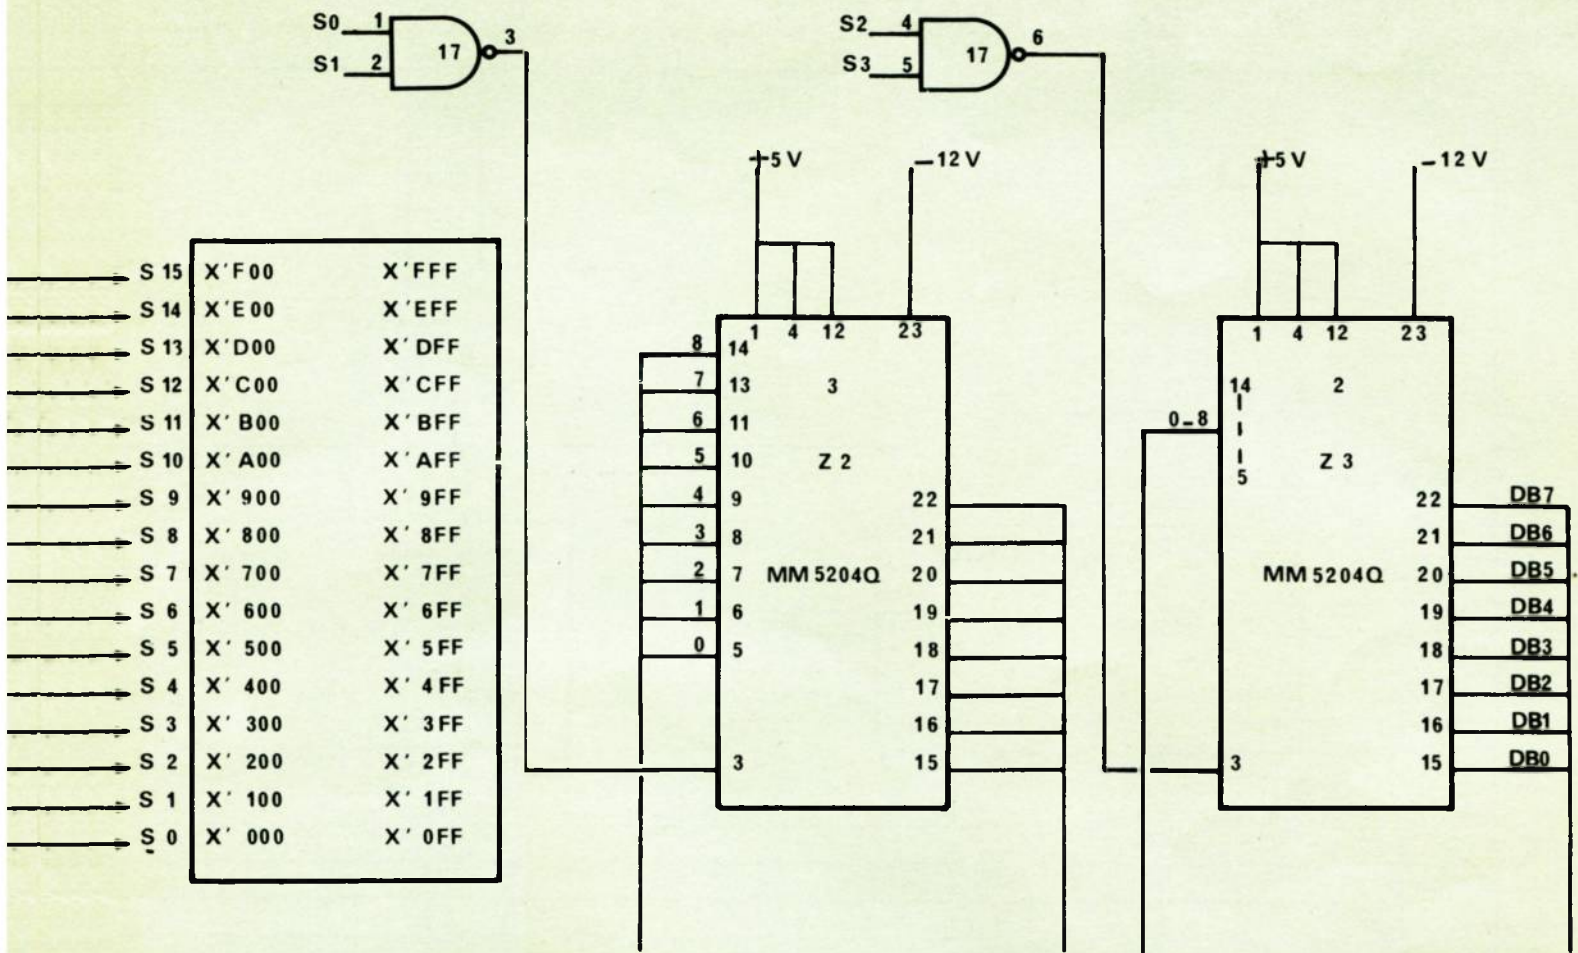 S0 1 17 3
S1 2
S2 4 17 6
S3 5
+5V -12V
+5V -12V
S 15 X'F00 X'FFF
S 14 X'E00 X'EFF
S 13 X'D00 X'DFF
S 12 X'C00 X'CFF
S 11 X'B00 X'BFF
S 10 X'A00 X'AFF
S 9 X'900 X'9FF
S 8 X'800 X'8FF
S 7 X'700 X'7FF
S 6 X'600 X'6FF
S 5 X'500 X'5FF
S 4 X'400 X'4FF
S 3 X'300 X'3FF
S 2 X'200 X'2FF
S 1 X'100 X'1FF
S 0 X'000 X'0FF
1 4 12 23
8 14
7 13 3
6 11
5 10 Z 2
4 9 22
3 8 21
2 7 MM5204Q 20
1 6 19
0 5 18
17
16
3 15
1 4 12 23
14 2
0-8
5 Z 3
22 DB7
21 DB6
MM5204Q 20 DB5
19 DB4
18 DB3
17 DB2
16 DB1
3 15 DB0